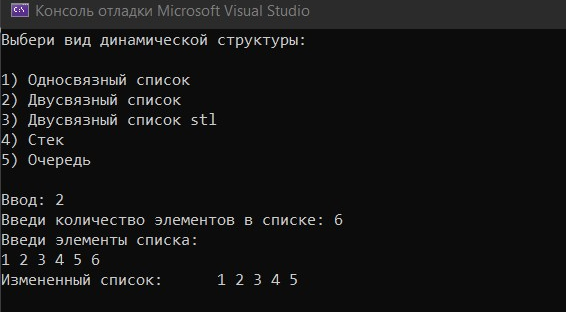 Консоль отладки Microsoft Visual Studio
Выбери вид динамической структуры:
1) Односвязный список
2) Двусвязный список
3) Двусвязный список stl
4) Стек
5) Очередь
Ввод: 2
Введи количество элементов в списке: 6
Введи элементы списка:
1 2 3 4 5 6
Измененный список: 1 2 3 4 5